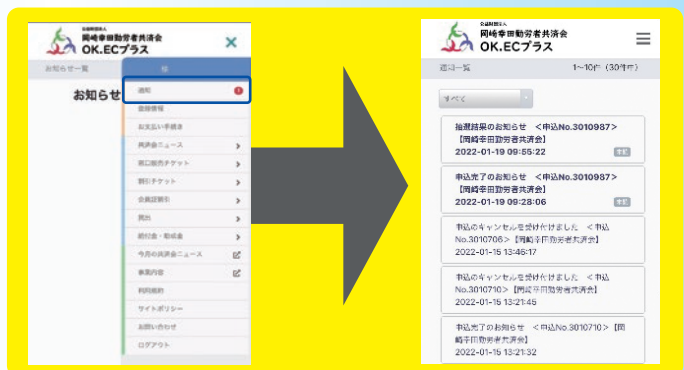 公益財団法人
岡崎幸田勤労者共済会
OK.ECプラス
お知らせ一覧
様
お知らせ
通知
会員情報
お支払い手続き
共済会ニュース
窓口販売チケット
割引チケット
会員証割引
貸出
給付金・助成金
今月の共済会ニュース
事業内容
利用規約
サイトポリシー
お問い合わせ
ログアウト
公益財団法人
岡崎幸田勤労者共済会
OK.ECプラス
通知一覧
1~10件 (30件中)
すべて
抽選結果のお知らせ <申込No.3010987>
【岡崎幸田勤労者共済会】
2022-01-19 09:55:22
未読
申込完了のお知らせ <申込No.3010987>
【岡崎幸田勤労者共済会】
2022-01-19 09:28:06
未読
申込のキャンセルを受け付けました <申込
No.3010706>【岡崎幸田勤労者共済会】
2022-01-15 13:46:17
申込のキャンセルを受け付けました <申込
No.3010710>【岡崎幸田勤労者共済会】
2022-01-15 13:21:45
申込完了のお知らせ <申込No.3010710>【岡
崎幸田勤労者共済会】
2022-01-15 13:21:32